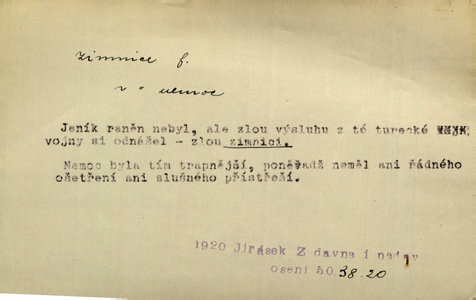 zimnice f.
nemoc
Jeník raněn nebyl, ale zlou výsluhu z té turecké
vojny si odnášel - zlou zimnici.
Nemoc byla tím trapnější, poněvadž neměl ani řádného
ošetření ani slušného přístřeší.
1920 Jirásek Z dávna i nedáv
osení 50 38.20